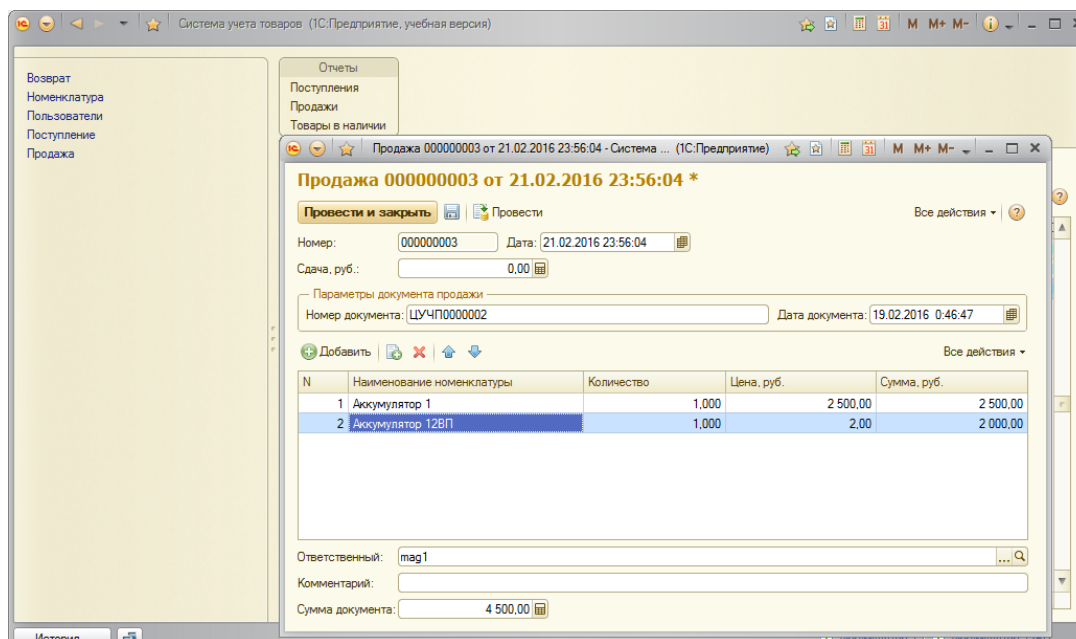 Система учета товаров (1С:Предприятие, учебная версия)
M M+ M-
Возврат
Номенклатура
Пользователи
Поступление
Продажа
Отчеты
Поступления
Продажи
Товары в наличии
Продажа 000000003 от 21.02.2016 23:56:04 - Система ... (1С:Предприятие)
M M+ M-
Продажа 000000003 от 21.02.2016 23:56:04 *
Провести и закрыть Провести Все действия
Номер: 000000003 Дата: 21.02.2016 23:56:04
Сдача, руб.: 0,00
Параметры документа продажи
Номер документа: ЦУЧП0000002 Дата документа: 19.02.2016 0:46:47
Добавить Все действия
N Наименование номенклатуры Количество Цена, руб. Сумма, руб.
1 Аккумулятор 1 1,000 2 500,00 2 500,00
2 Аккумулятор 12ВП 1,000 2,00 2 000,00
Ответственный: mag1 ...
Комментарий:
Сумма документа: 4 500,00